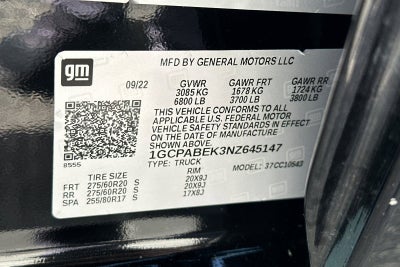 gm
MFD BY GENERAL MOTORS LLC
09/22 GVWR GAWR FRT GAWR RR
3085 KG 1678 KG 1724 KG
6800 LB 3700 LB 3800 LB
THIS VEHICLE CONFORMS TO ALL APPLICABLE
U.S. FEDERAL MOTOR
VEHICLE SAFETY STANDARDS IN EFFECT
ON THE DATE OF MANUFACTURE
SHOWN ABOVE.
8555
1GCPABEK3NZ645147
TYPE: TRUCK MODEL: 37CC10543
TIRE SIZE RIM
FRT 275/60R20 20X9J
RR 275/60R20 20X9J
SPA 255/80R17 17X8J